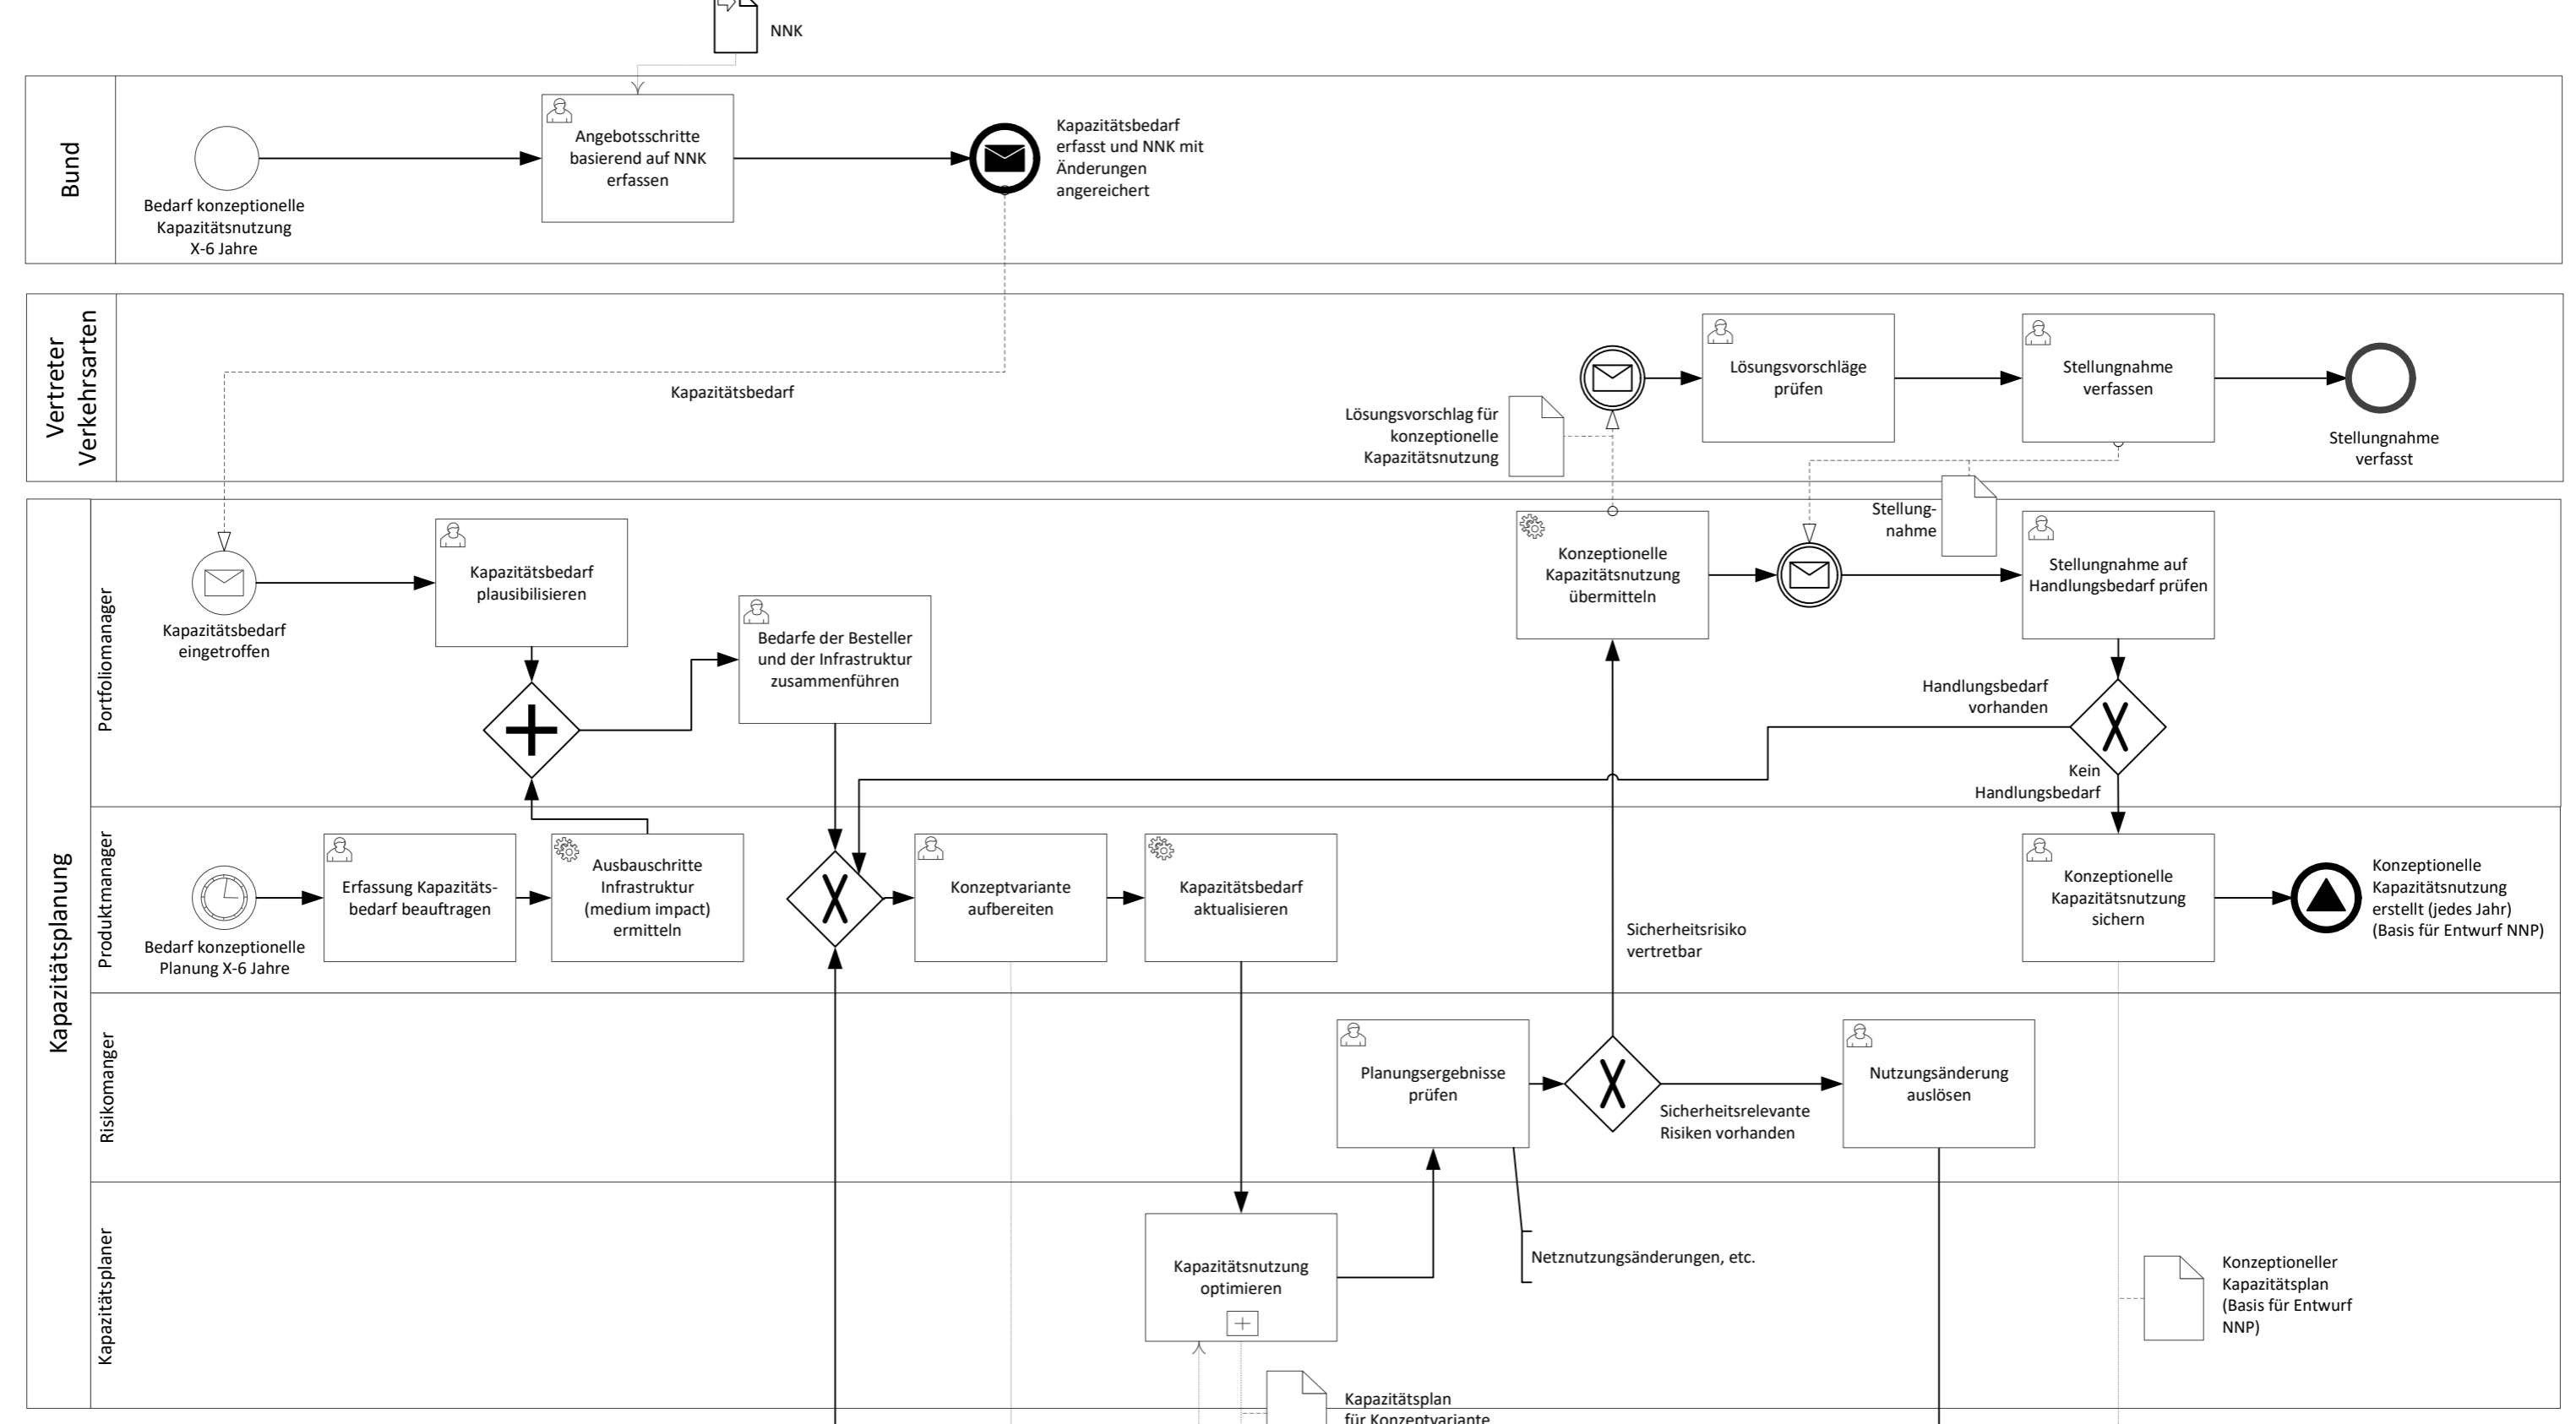 NNK
Bund
Bedarf konzeptionelle
Kapazitätsnutzung
X-6 Jahre
Angebotsschritte
basierend auf NNK
erfassen
Kapazitätsbedarf
erfasst und NNK mit
Änderungen
angereichert
Vertreter
Verkehrsarten
Kapazitätsbedarf
Lösungsvorschlag für
konzeptionelle
Kapazitätsnutzung
Lösungsvorschläge
prüfen
Stellungnahme
verfassen
Stellungnahme
verfasst
Kapazitätsplanung
Portfoliomanager
Kapazitätsbedarf
eingetroffen
Kapazitätsbedarf
plausibilisieren
Bedarfe der Besteller
und der Infrastruktur
zusammenführen
Konzeptionelle
Kapazitätsnutzung
übermitteln
Stellung-
nahme
Stellungnahme auf
Handlungsbedarf prüfen
Handlungsbedarf
vorhanden
Kein
Handlungsbedarf
Produktmanager
Bedarf konzeptionelle
Planung X-6 Jahre
Erfassung Kapazitäts-
bedarf beauftragen
Ausbauschritte
Infrastruktur
(medium impact)
ermitteln
Konzeptvariante
aufbereiten
Kapazitätsbedarf
aktualisieren
Sicherheitsrisiko
vertretbar
Konzeptionelle
Kapazitätsnutzung
sichern
Konzeptionelle
Kapazitätsnutzung
erstellt (jedes Jahr)
(Basis für Entwurf NNP)
Risikomanger
Planungsergebnisse
prüfen
Sicherheitsrelevante
Risiken vorhanden
Nutzungsänderung
auslösen
Kapazitätsplaner
Kapazitätsnutzung
optimieren
Netznutzungsänderungen, etc.
Konzeptioneller
Kapazitätsplan
(Basis für Entwurf
NNP)
Kapazitätsplan
für Konzeptvariante